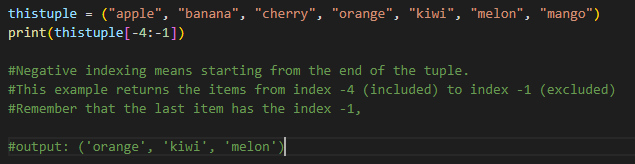 thistuple = ("apple", "banana", "cherry", "orange", "kiwi", "melon", "mango")
print(thistuple[-4:-1])
#Negative indexing means starting from the end of the tuple.
#This example returns the items from index -4 (included) to index -1 (excluded)
#Remember that the last item has the index -1,
#output: ('orange', 'kiwi', 'melon')